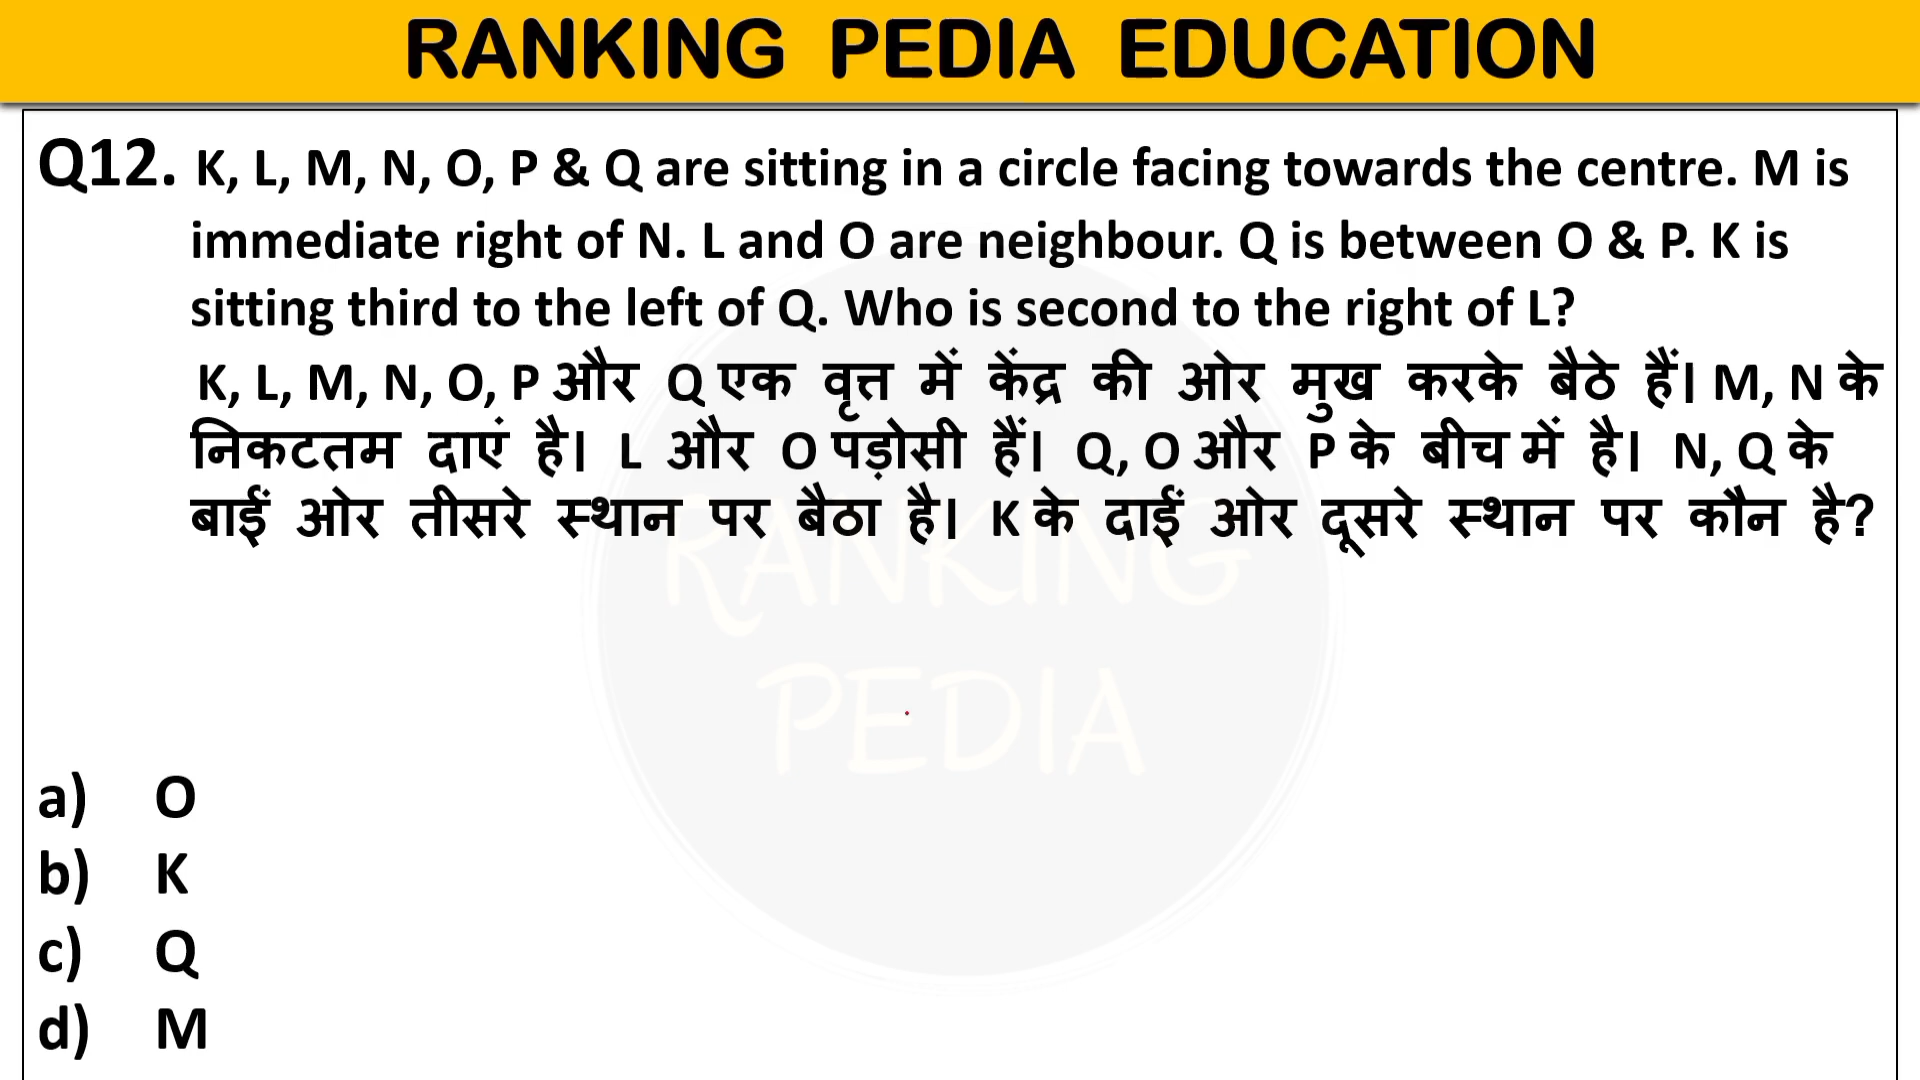 RANKING PEDIA EDUCATION
Q12. K, L, M, N, O, P & Q are sitting in a circle facing towards the centre. M is
immediate right of N. L and O are neighbour. Q is between O & P. K is
sitting third to the left of Q. Who is second to the right of L?
K, L, M, N, O, P और Q एक वृत्त में केंद्र की ओर मुख करके बैठे हैं। M, N के
निकटतम दाएं है। L और O पड़ोसी हैं। Q, O और P के बीच में है। N, Q के
बाईं ओर तीसरे स्थान पर बैठा है। K के दाईं ओर दूसरे स्थान पर कौन है?
RANKING
PEDIA
a) O
b) K
c) Q
d) M